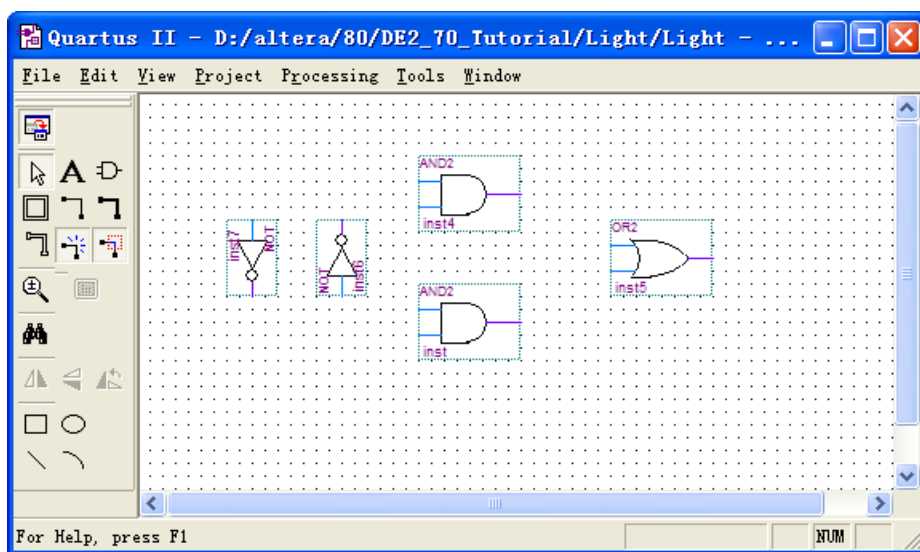 Quartus II - D:/altera/80/DE2_70_Tutorial/Light/Light - ...
File Edit View Project Processing Tools Window
A
AND2
inst4
inst7
NOT
NOT
inst6
OR2
inst5
AND2
inst
For Help, press F1
NUM